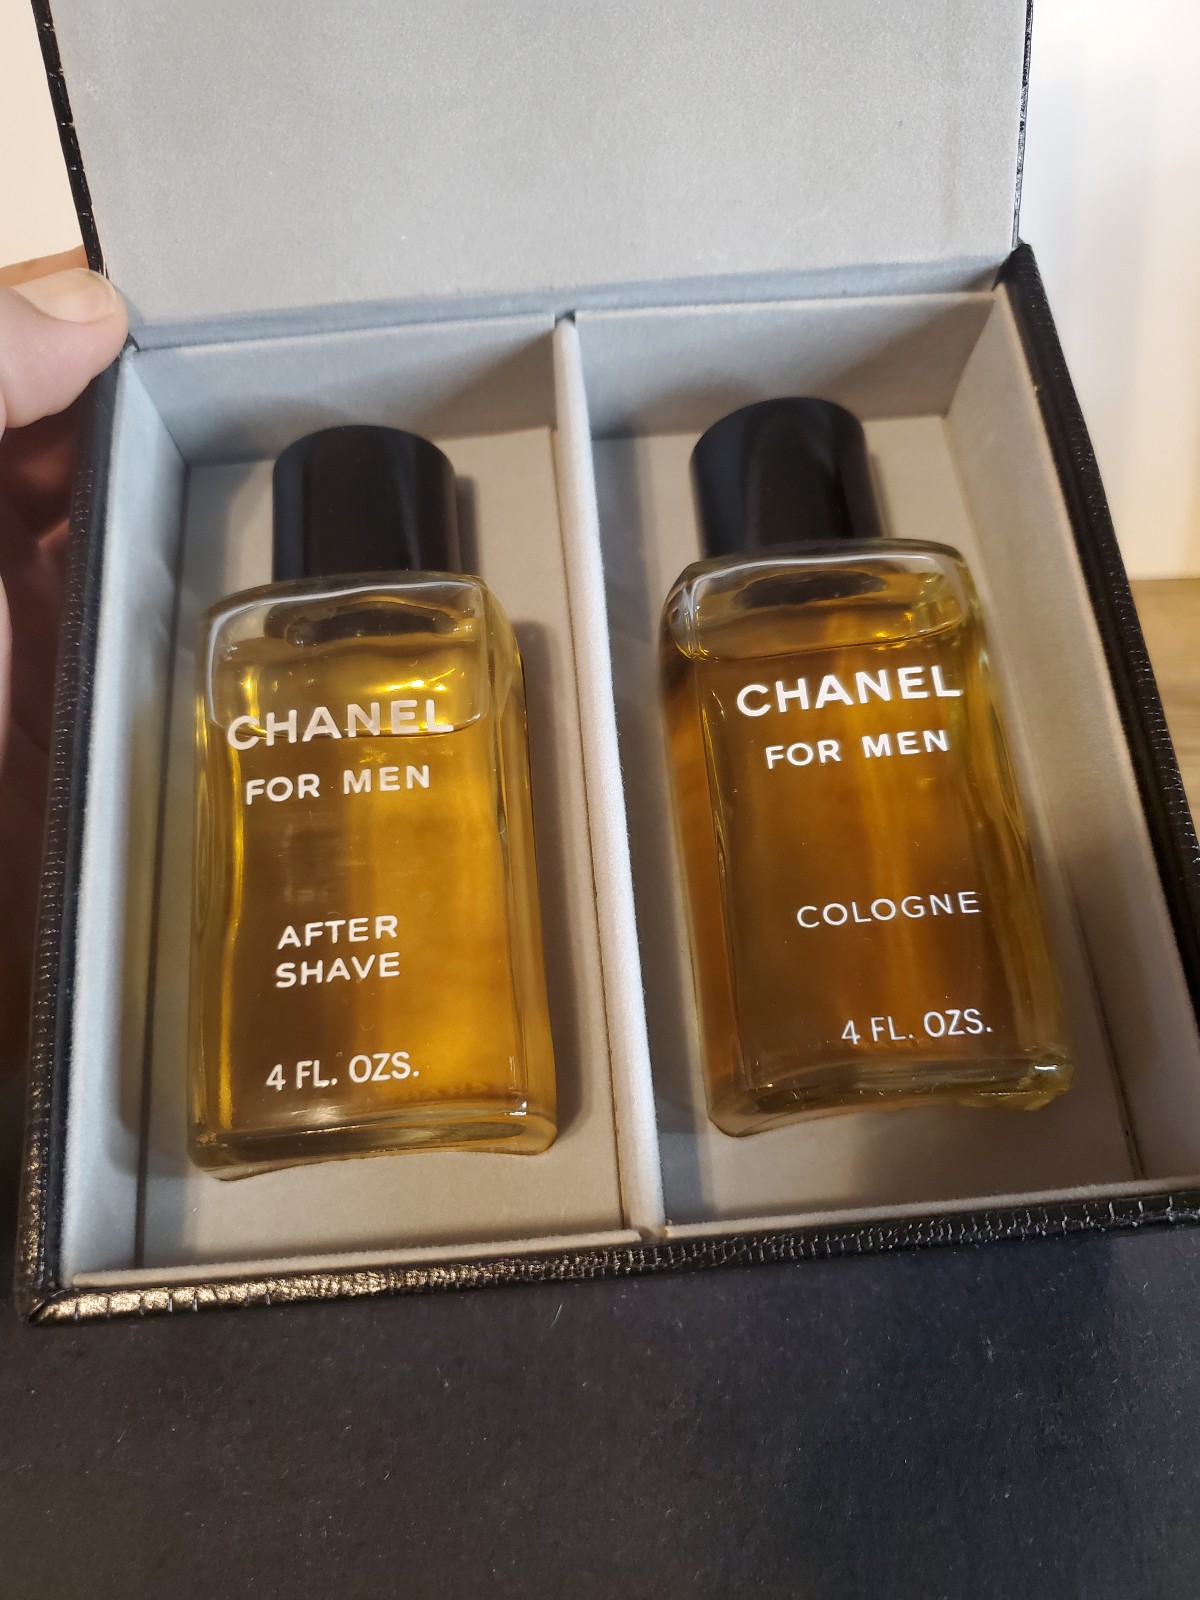 CHANEL
FOR MEN
AFTER
SHAVE
4 FL. OZS.
CHANEL
FOR MEN
COLOGNE
4 FL. OZS.